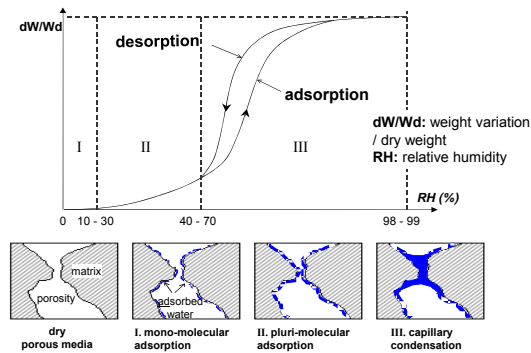 dW/Wd
desorption
adsorption
dW/Wd: weight variation
/ dry weight
RH: relative humidity
I
II
III
RH (%)
0 10 - 30 40 - 70 98 - 99
matrix
porosity
adsorbed
water
dry
porous media
I. mono-molecular
adsorption
II. pluri-molecular
adsorption
III. capillary
condensation